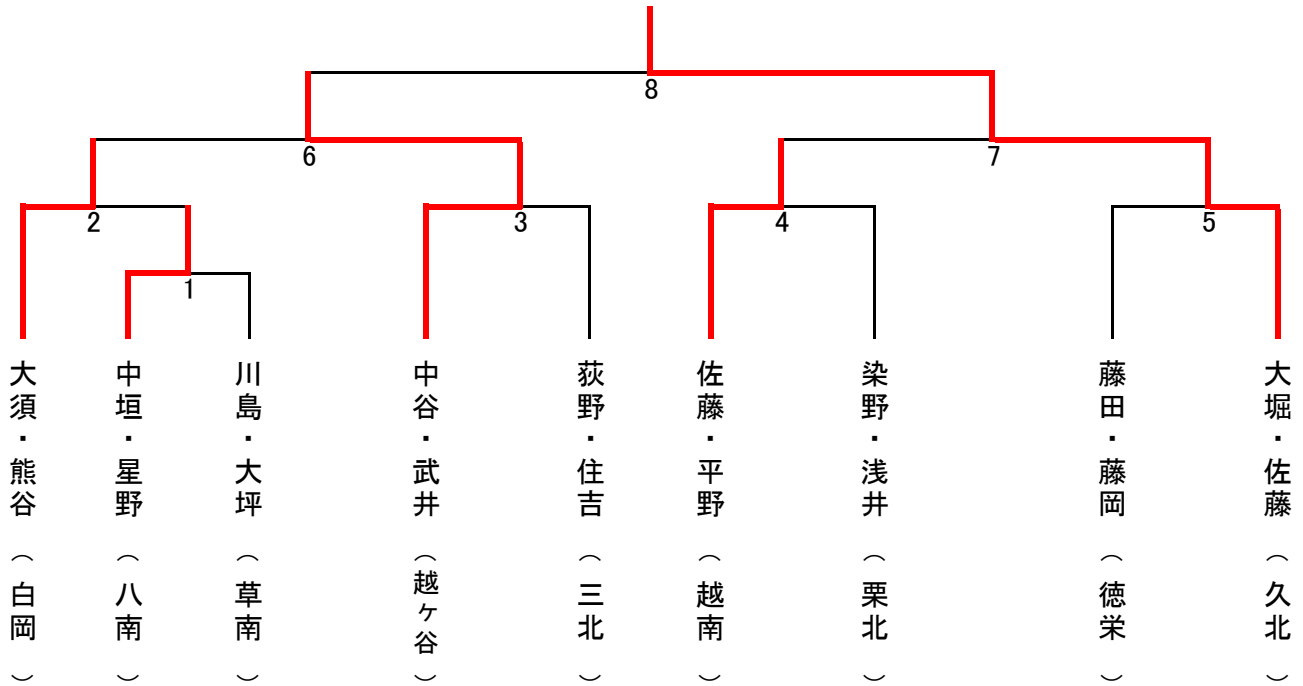 8
6
7
2
3
4
5
1
大須・熊谷（白岡）
中垣・星野（八南）
川島・大坪（草南）
中谷・武井（越ヶ谷）
荻野・住吉（三北）
佐藤・平野（越南）
染野・浅井（栗北）
藤田・藤岡（徳栄）
大堀・佐藤（久北）